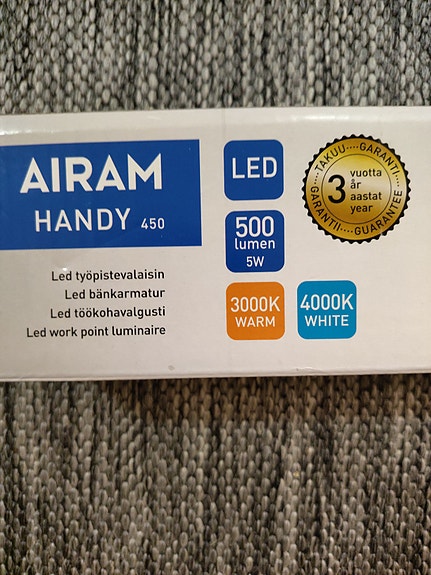 AIRAM
HANDY 450
Led työpistevalaisin
Led bänkarmatur
Led töökohavalgusti
Led work point luminaire
LED
500
lumen
5W
3000K
WARM
4000K
WHITE
TAKUU····GARANTI····
GARANTII····GUARANTEE
3 vuotta
år
aastat
year